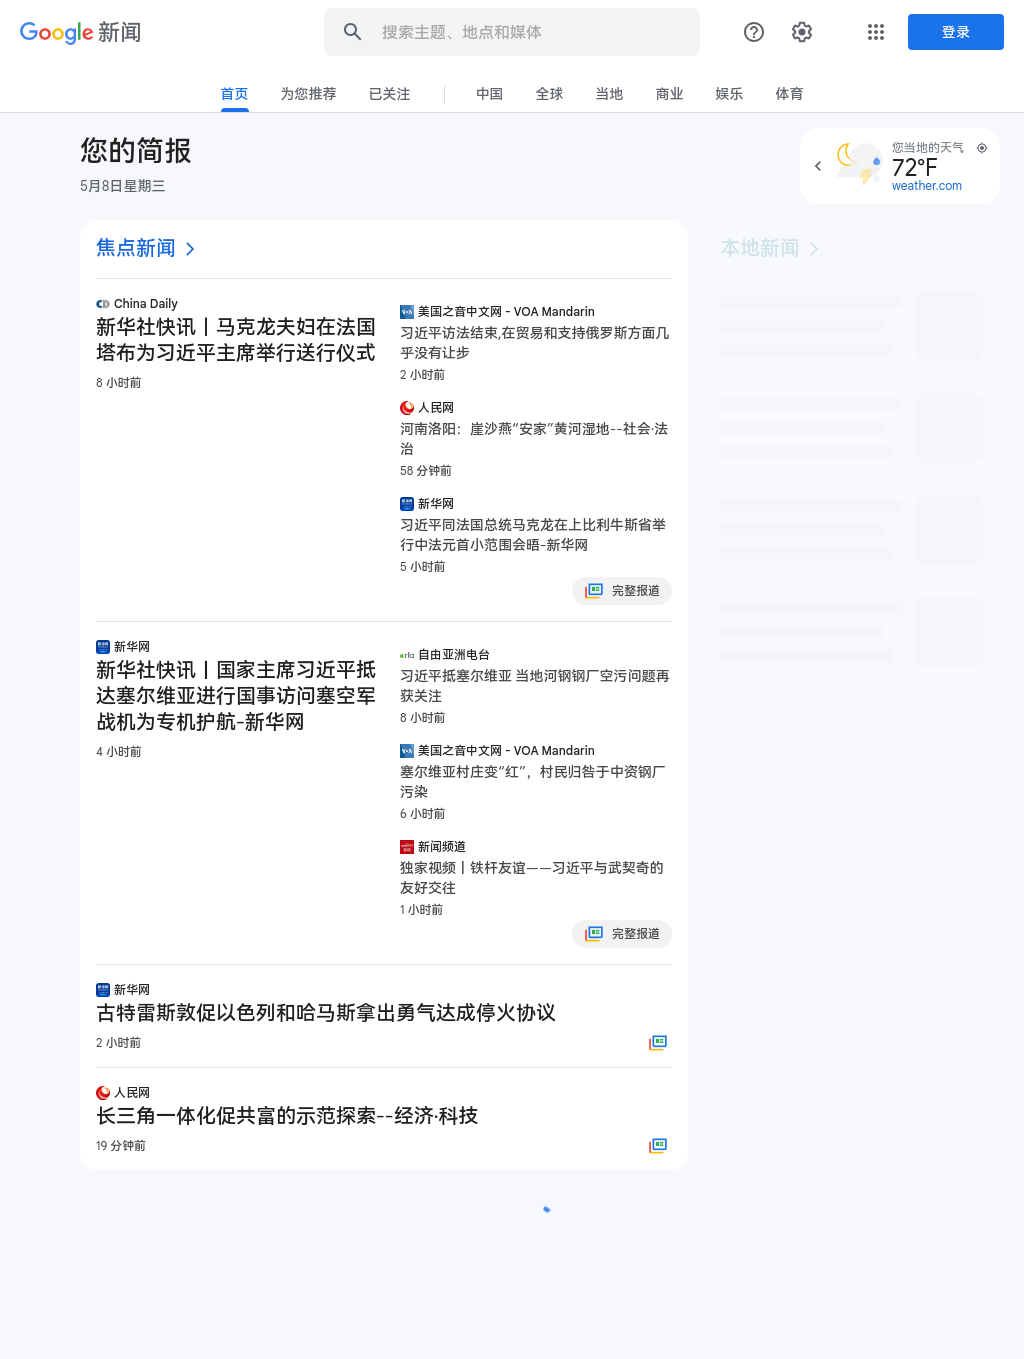 Google 新闻
搜索主题、地点和媒体
登录
首页
为您推荐
已关注
中国
全球
当地
商业
娱乐
体育
您的简报
5月8日星期三
您当地的天气
72°F
weather.com
焦点新闻
本地新闻
China Daily
新华社快讯丨马克龙夫妇在法国
塔布为习近平主席举行送行仪式
8 小时前
美国之音中文网 - VOA Mandarin
习近平访法结束,在贸易和支持俄罗斯方面几
乎没有让步
2 小时前
人民网
河南洛阳：崖沙燕“安家”黄河湿地--社会·法
治
58 分钟前
新华网
习近平同法国总统马克龙在上比利牛斯省举
行中法元首小范围会晤-新华网
5 小时前
完整报道
新华网
新华社快讯丨国家主席习近平抵
达塞尔维亚进行国事访问塞空军
战机为专机护航-新华网
4 小时前
rfa 自由亚洲电台
习近平抵塞尔维亚 当地河钢钢厂空污问题再
获关注
8 小时前
美国之音中文网 - VOA Mandarin
塞尔维亚村庄变“红”，村民归咎于中资钢厂
污染
6 小时前
新闻频道
独家视频丨铁杆友谊——习近平与武契奇的
友好交往
1 小时前
完整报道
新华网
古特雷斯敦促以色列和哈马斯拿出勇气达成停火协议
2 小时前
人民网
长三角一体化促共富的示范探索--经济·科技
19 分钟前